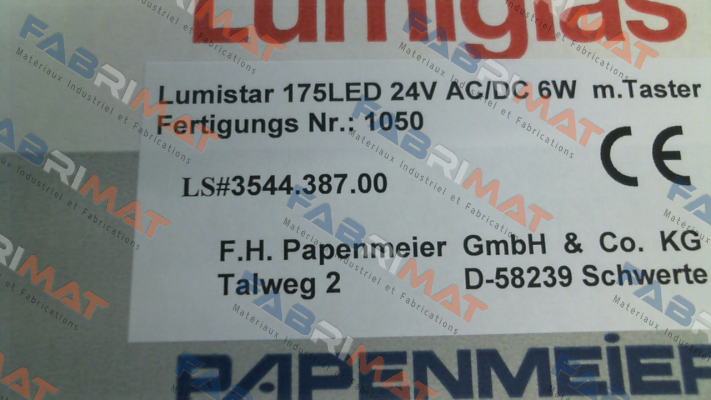 Lumiglas
Lumistar 175LED 24V AC/DC 6W m.Taster
Fertigungs Nr.: 1050
CE
LS#3544.387.00
F.H. Papenmeier GmbH & Co. KG
Talweg 2 D-58239 Schwerte
PAPENMEiER
FABRIMAT
Matériaux Industriel et Fabrications